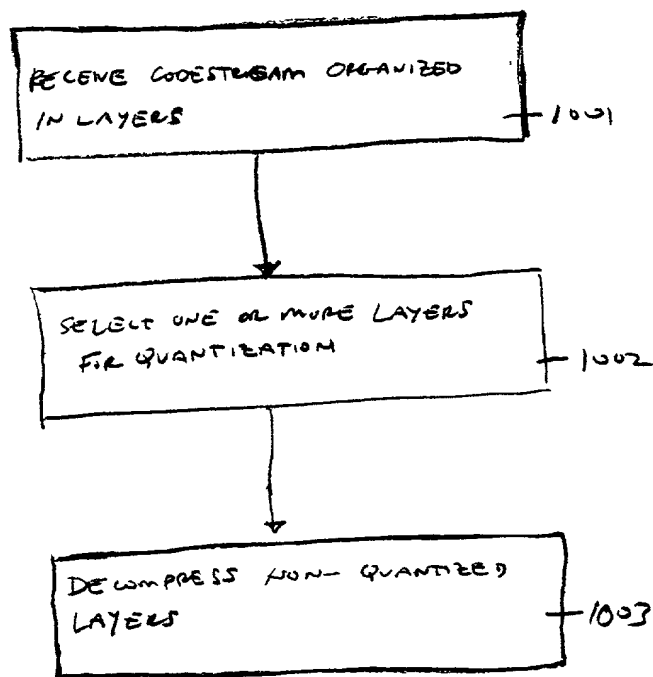 RECEIVE CODESTREAM ORGANIZED
IN LAYERS
1001
SELECT ONE OR MORE LAYERS
FOR QUANTIZATION
1002
DECOMPRESS NON-QUANTIZED
LAYERS
1003